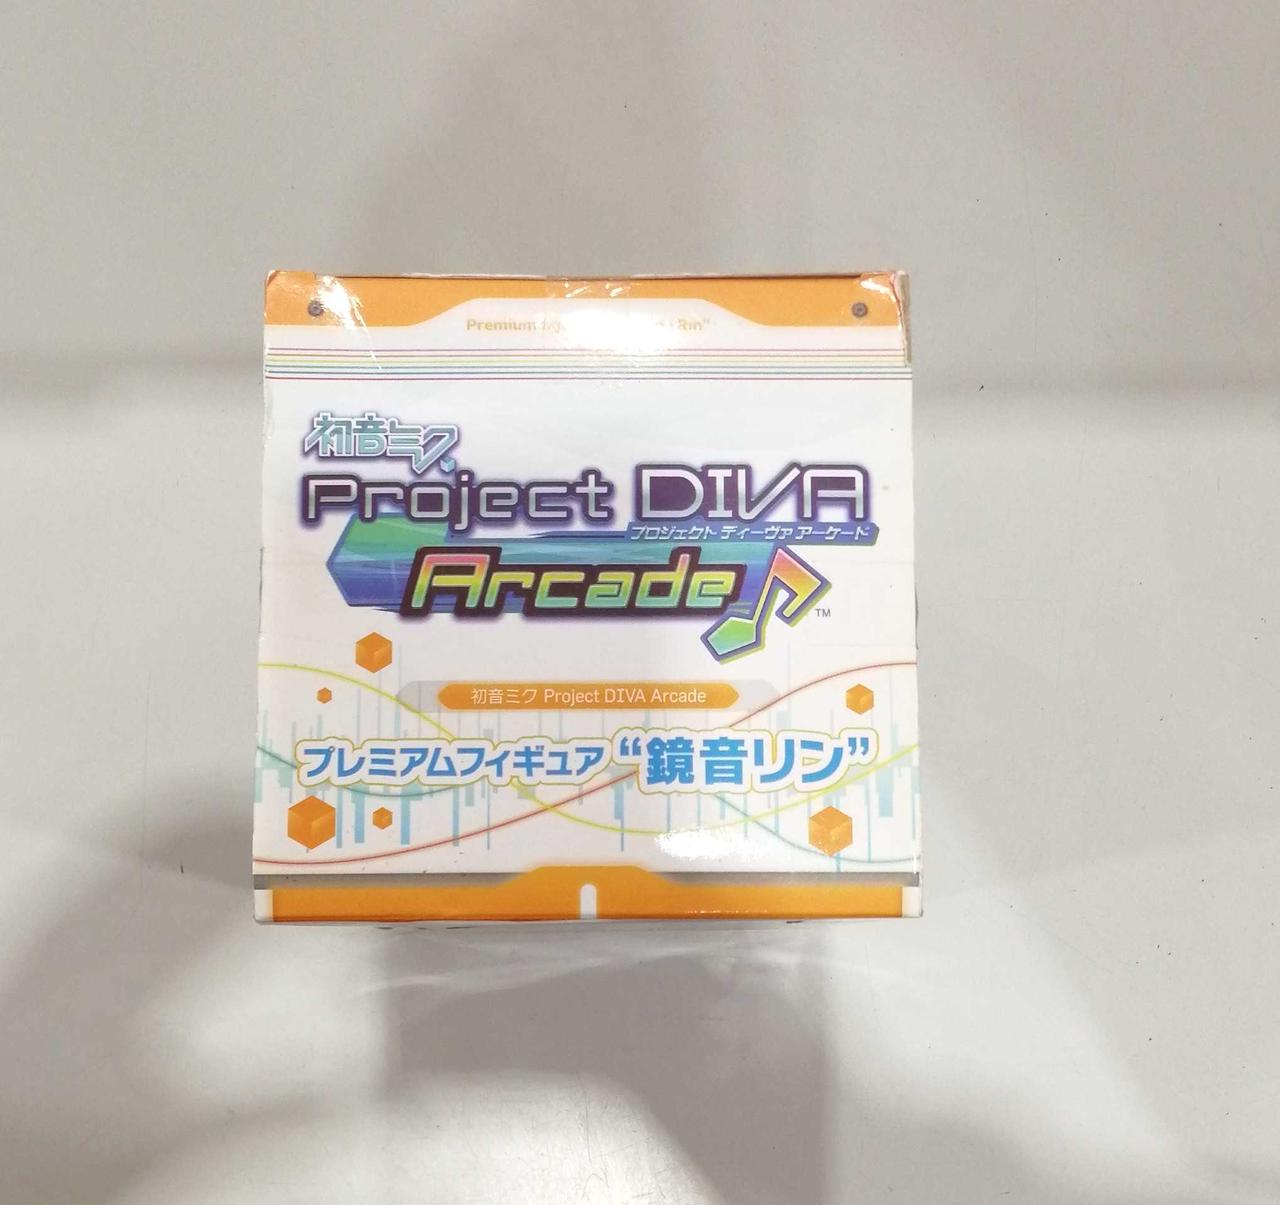 Premium
Rin"
初音ミク
Project DIVA
プロジェクト ディーヴァ アーケード
Arcade
TM
初音ミク Project DIVA Arcade
プレミアムフィギュア “鏡音リン”